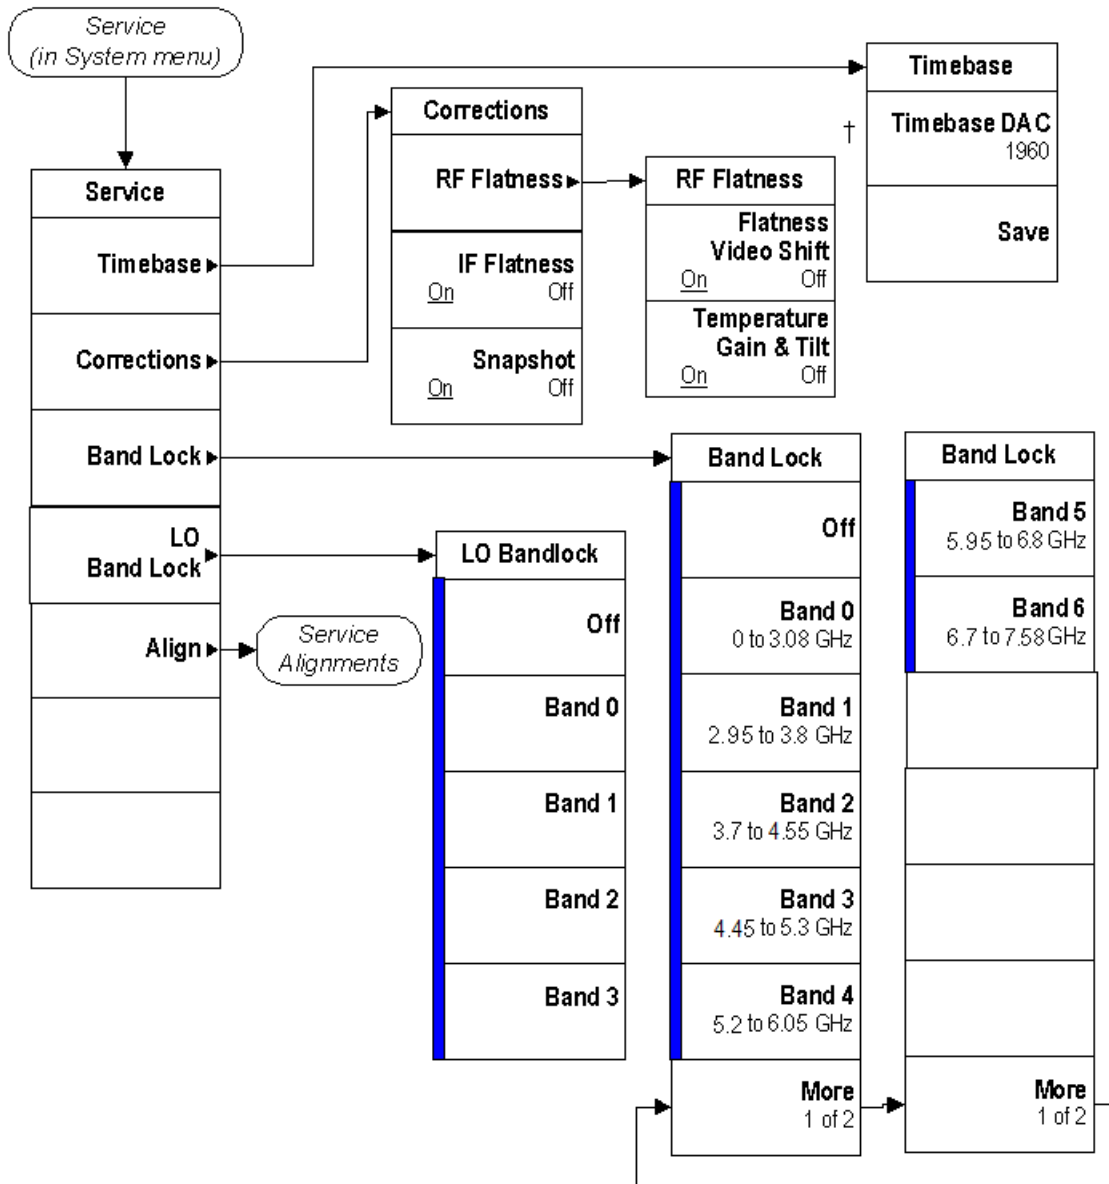 Service
(in System menu)
Service
Timebase
Corrections
Band Lock
LO
Band Lock
Align
Service
Alignments
Corrections
RF Flatness
IF Flatness
On Off
Snapshot
On Off
RF Flatness
Flatness
Video Shift
On Off
Temperature
Gain & Tilt
On Off
†
Timebase
Timebase DAC
1960
Save
LO Bandlock
Off
Band 0
Band 1
Band 2
Band 3
Band Lock
Off
Band 0
0 to 3.08 GHz
Band 1
2.95 to 3.8 GHz
Band 2
3.7 to 4.55 GHz
Band 3
4.45 to 5.3 GHz
Band 4
5.2 to 6.05 GHz
More
1 of 2
Band Lock
Band 5
5.95 to 6.8 GHz
Band 6
6.7 to 7.58GHz
More
1 of 2